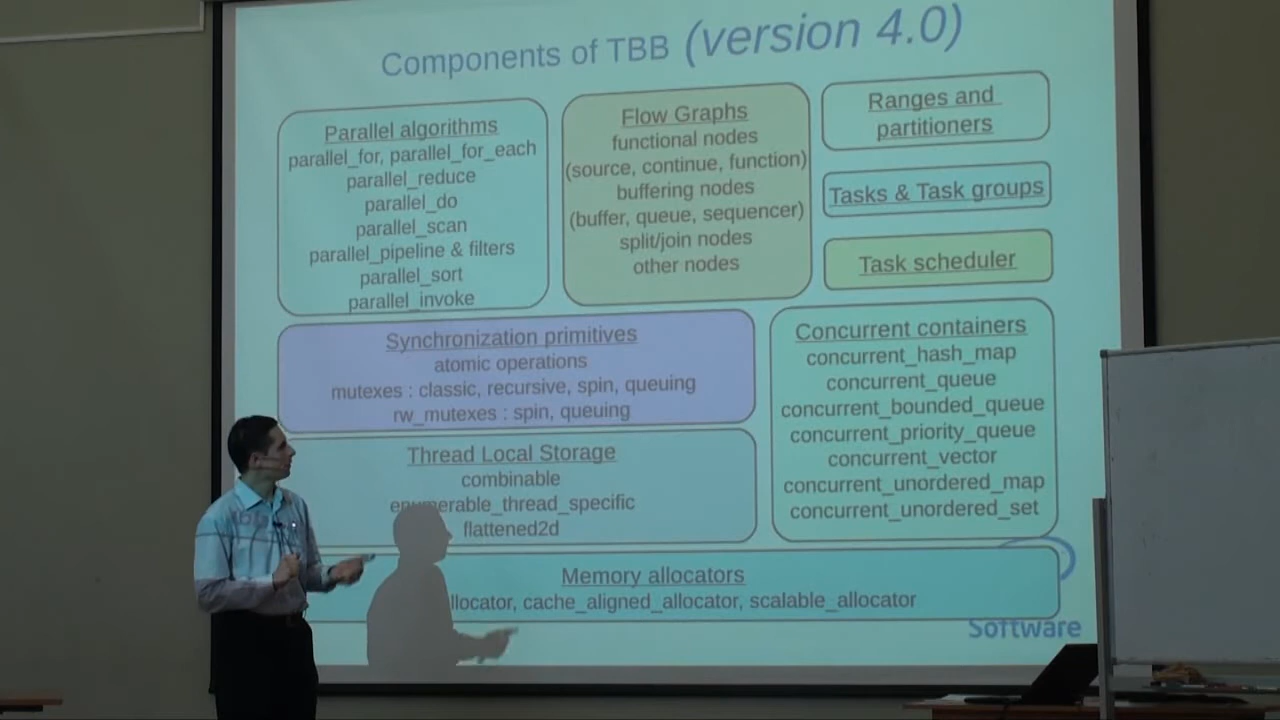 Components of TBB (version 4.0)
Parallel algorithms
parallel_for, parallel_for_each
parallel_reduce
parallel_do
parallel_scan
parallel_pipeline & filters
parallel_sort
parallel_invoke
Flow Graphs
functional nodes
(source, continue, function)
buffering nodes
(buffer, queue, sequencer)
split/join nodes
other nodes
Ranges and
partitioners
Tasks & Task groups
Task scheduler
Synchronization primitives
atomic operations
mutexes : classic, recursive, spin, queuing
rw_mutexes : spin, queuing
Thread Local Storage
combinable
enumerable_thread_specific
flattened2d
Concurrent containers
concurrent_hash_map
concurrent_queue
concurrent_bounded_queue
concurrent_priority_queue
concurrent_vector
concurrent_unordered_map
concurrent_unordered_set
Memory allocators
cache_aligned_allocator, scalable_allocator
Software